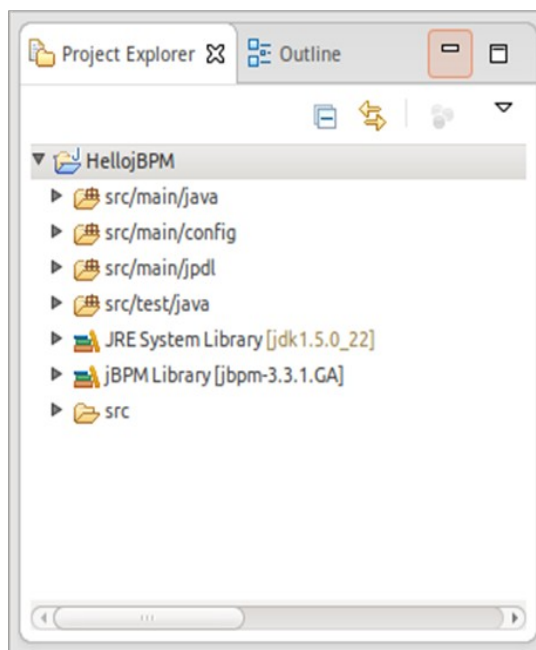 Project Explorer Outline
HellojBPM
src/main/java
src/main/config
src/main/jpdl
src/test/java
JRE System Library [jdk1.5.0_22]
jBPM Library [jbpm-3.3.1.GA]
src